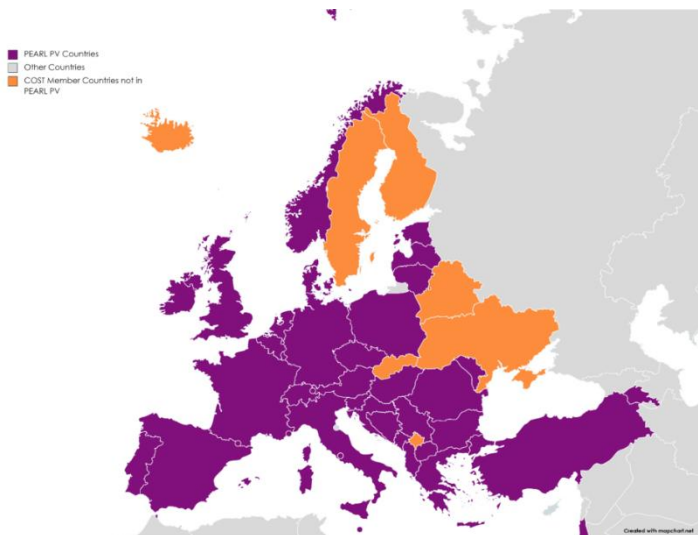 PEARL PV Countries
Other Countries
COST Member Countries not in
PEARL PV
Created with mapchart.net